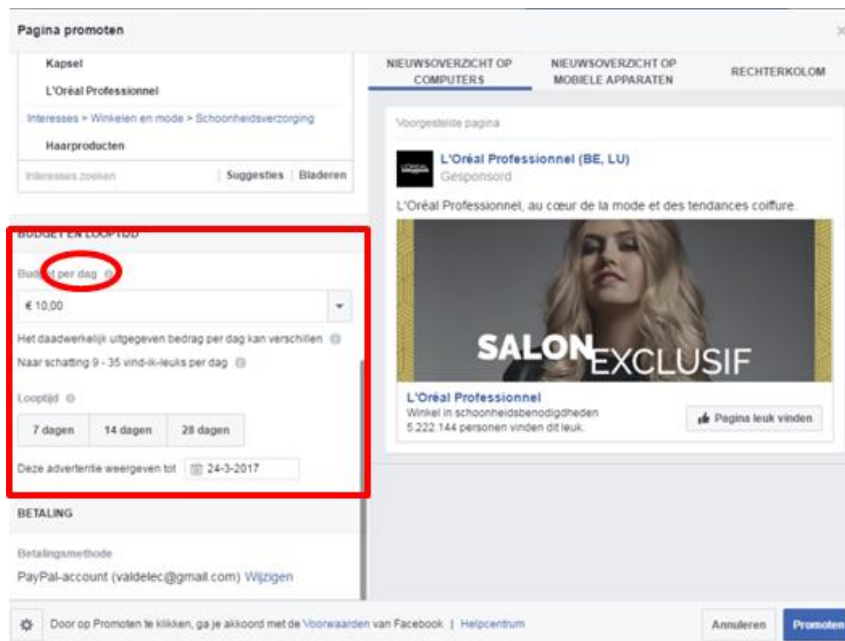 Pagina promoten
Kapsel
L'Oréal Professionnel
Interesses > Winkelen en mode > Schoonheidsverzorging
Haarproducten
Interesses zoeken | Suggesties | Bladeren
BUDGET EN LOOPTIJD
Budget per dag
€ 10,00
Het daadwerkelijk uitgegeven bedrag per dag kan verschillen
Naar schatting 9 - 35 vind-ik-leuks per dag
Looptijd
7 dagen 14 dagen 28 dagen
Deze advertentie weergeven tot 24-3-2017
BETALING
Betalingsmethode
PayPal-account (valdelec@gmail.com) Wijzigen
NIEUWSOVERZICHT OP COMPUTERS
NIEUWSOVERZICHT OP MOBIELE APPARATEN
RECHTERKOLOM
Voorgestelde pagina
L'Oréal Professionnel (BE, LU)
Gesponsord
L'Oréal Professionnel, au cœur de la mode et des tendances coiffure.
SALON EXCLUSIF
L'Oréal Professionnel
Winkel in schoonheidsbenodigdheden
5.222.144 personen vinden dit leuk.
Pagina leuk vinden
Door op Promoten te klikken, ga je akkoord met de Voorwaarden van Facebook | Helpcentrum
Annuleren Promoten